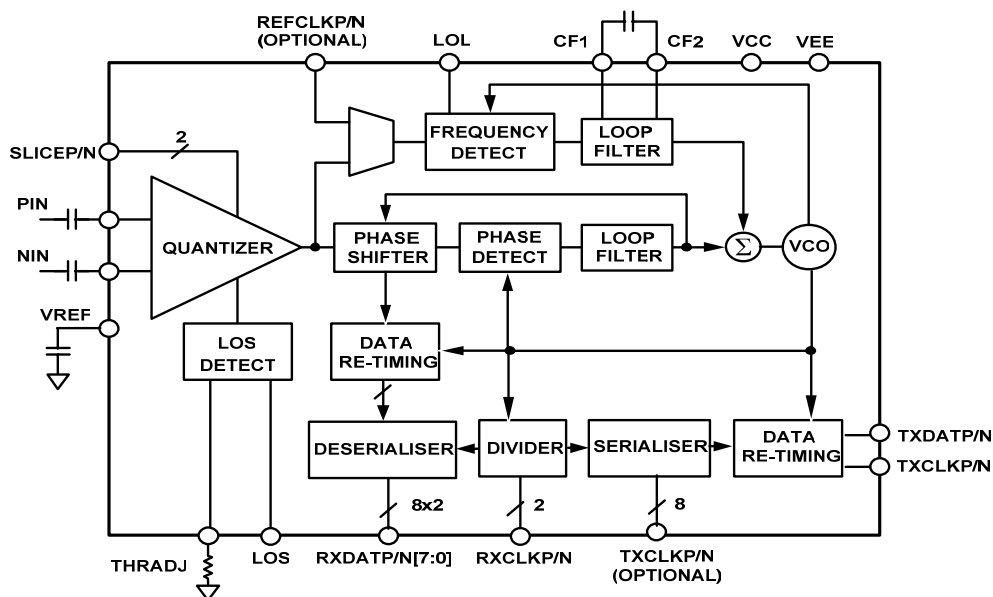 REFCLKP/N
(OPTIONAL)
LOL
CF1
CF2
VCC
VEE
2
SLICEP/N
FREQUENCY
DETECT
LOOP
FILTER
PIN
QUANTIZER
PHASE
SHIFTER
PHASE
DETECT
LOOP
FILTER
Σ
VCO
NIN
VREF
LOS
DETECT
DATA
RE-TIMING
DESERIALISER
DIVIDER
SERIALISER
DATA
RE-TIMING
TXDATP/N
TXCLKP/N
8x2
2
8
THRADJ
LOS
RXDATP/N[7:0]
RXCLKP/N
TXCLKP/N
(OPTIONAL)